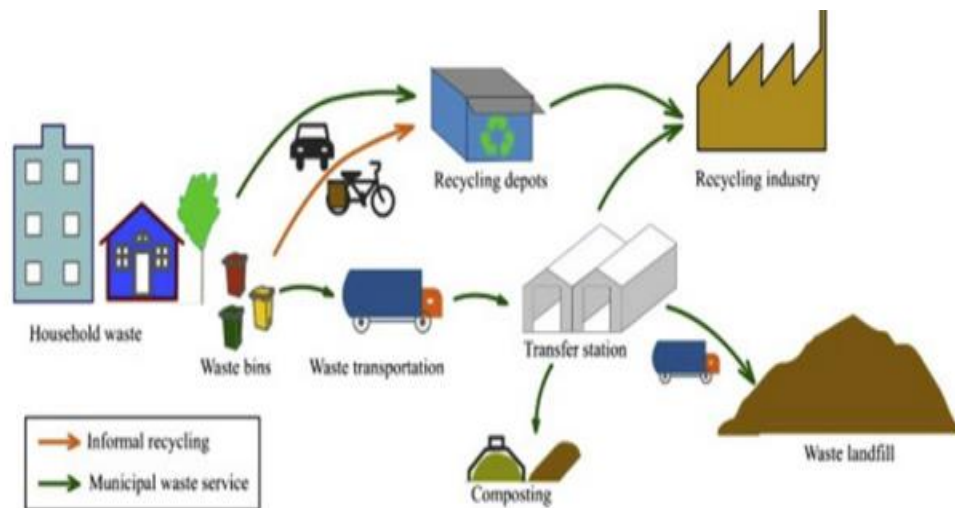 Recycling depots
Recycling industry
Household waste
Waste bins
Waste transportation
Transfer station
Composting
Waste landfill
Informal recycling
Municipal waste service